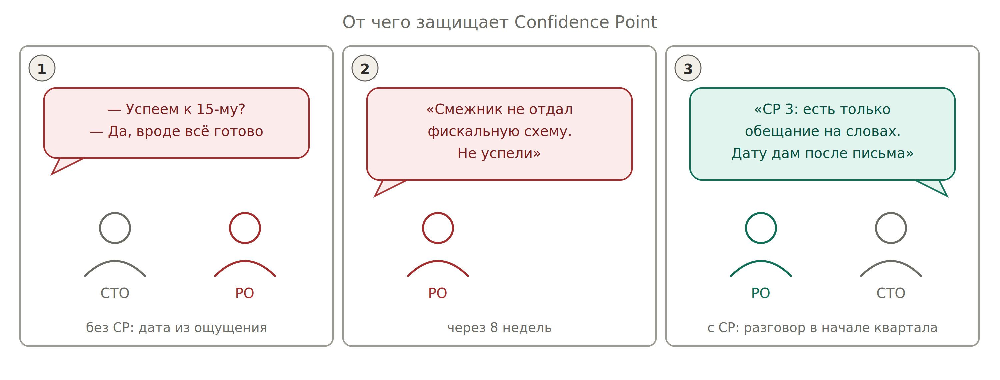 От чего защищает Confidence Point
1
— Успеем к 15-му?
— Да, вроде всё готово
CTO
PO
без CP: дата из ощущения
2
«Смежник не отдал
фискальную схему.
Не успели»
PO
через 8 недель
3
«CP 3: есть только
обещание на словах.
Дату дам после письма»
PO
CTO
с CP: разговор в начале квартала